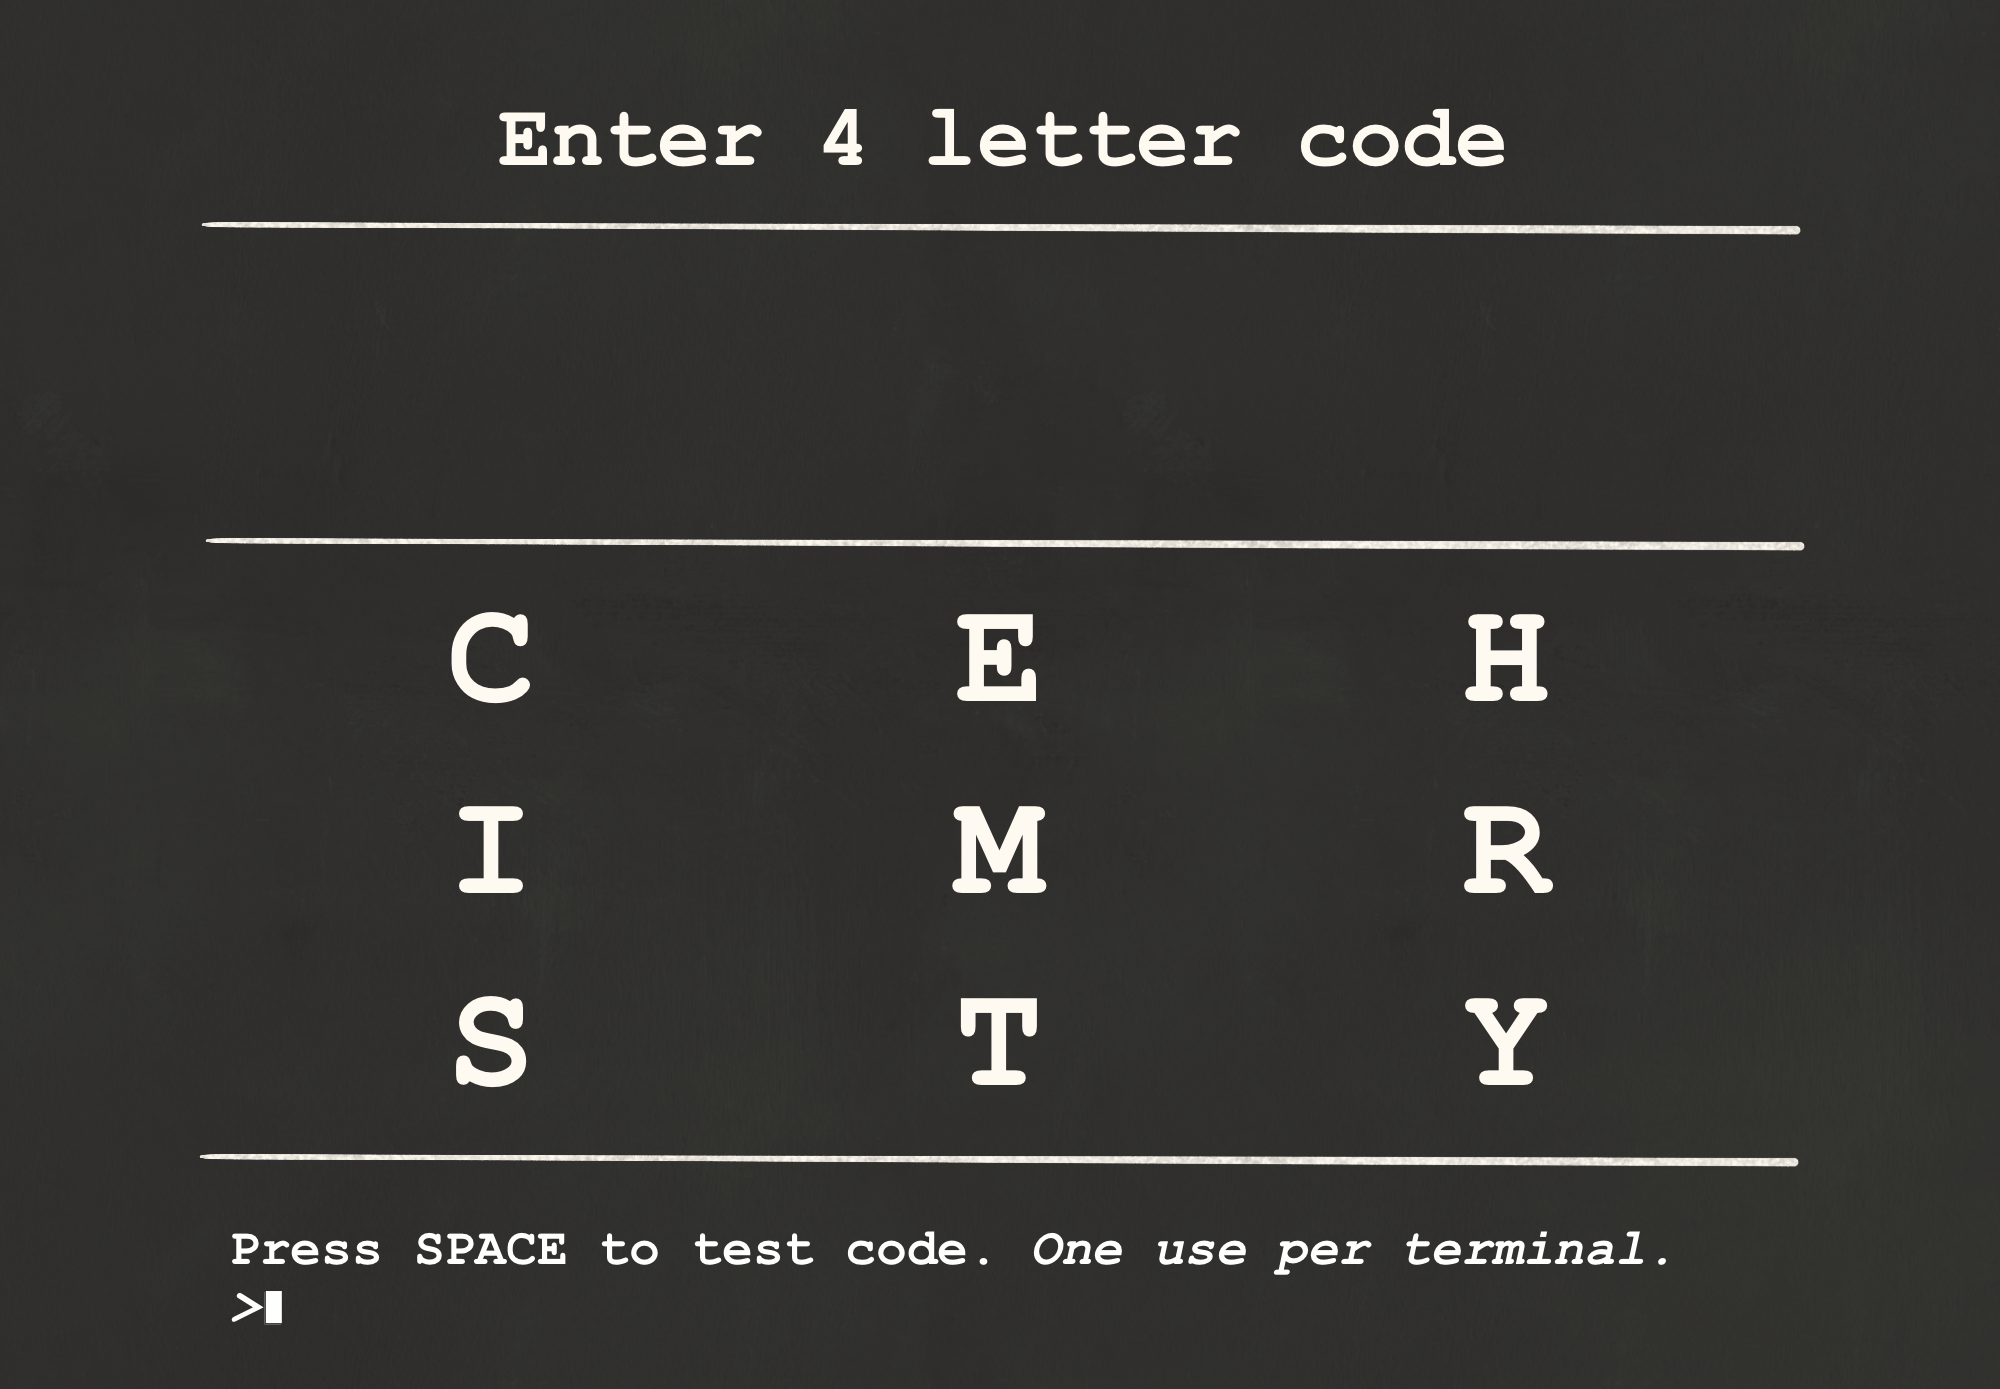 Enter 4 letter code
C E H
I M R
S T Y
Press SPACE to test code. One use per terminal.
>